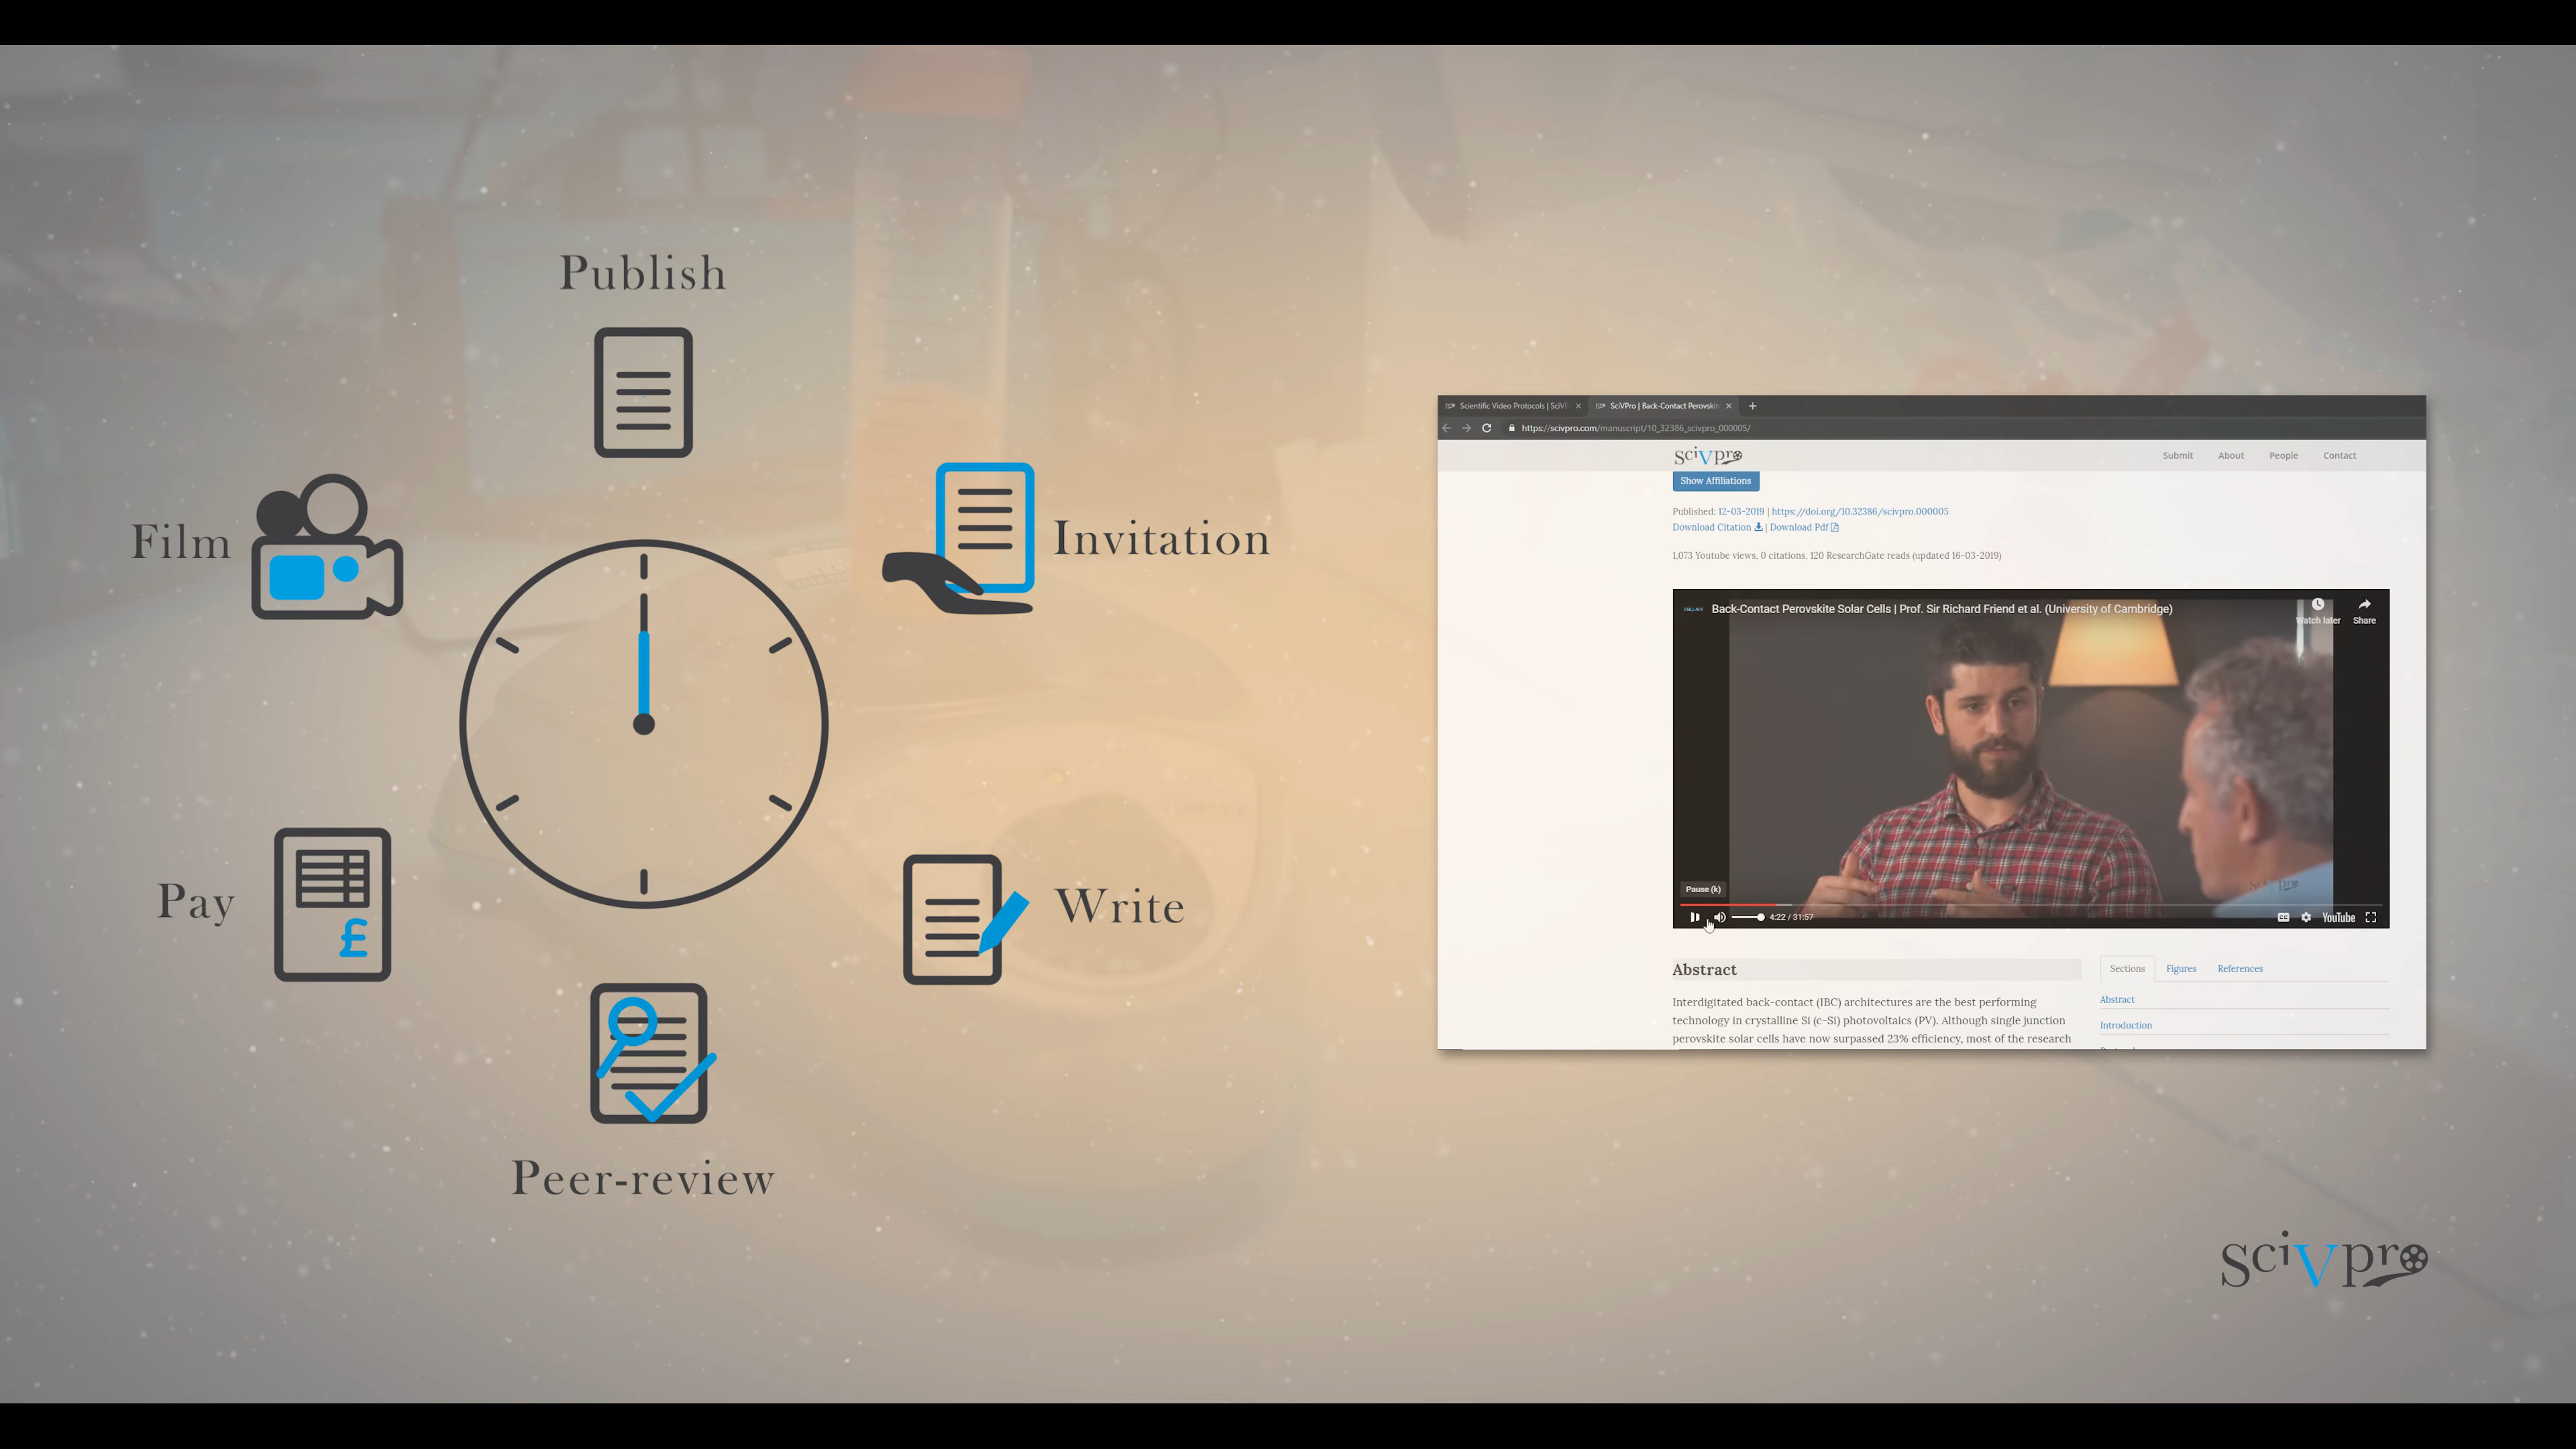 Publish
Film
Invitation
Pay
£
Write
Peer-review
Scientific Video Protocols | SciVP
SciVPro | Back-Contact Perovskite
https://scivpro.com/manuscript/10_32386_scivpro_000005/
scivpro
Submit About People Contact
Show Affiliations
Published: 12-03-2019 | https://doi.org/10.32386/scivpro.000005
Download Citation | Download Pdf
1,073 Youtube views, 0 citations, 120 ResearchGate reads (updated 16-03-2019)
Back-Contact Perovskite Solar Cells | Prof. Sir Richard Friend et al. (University of Cambridge)
Watch later Share
scivpro
Pause (k)
4:22 / 31:57
CC
YouTube
Abstract
Interdigitated back-contact (IBC) architectures are the best performing
technology in crystalline Si (c-Si) photovoltaics (PV). Although single junction
perovskite solar cells have now surpassed 23% efficiency, most of the research
Sections Figures References
Abstract
Introduction
scivpro